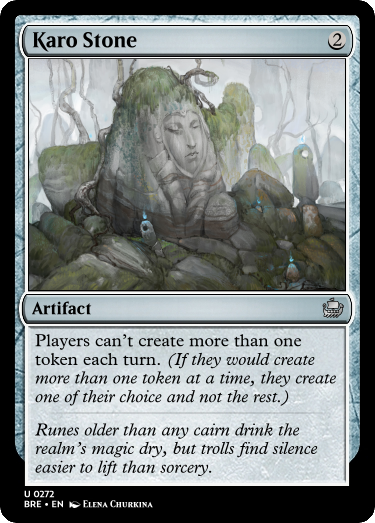 Karo Stone 2
Artifact
Players can't create more than one
token each turn. (If they would create
more than one token at a time, they create
one of their choice and not the rest.)
Runes older than any cairn drink the
realm's magic dry, but trolls find silence
easier to lift than sorcery.
U 0272
BRE • EN Elena Churkina